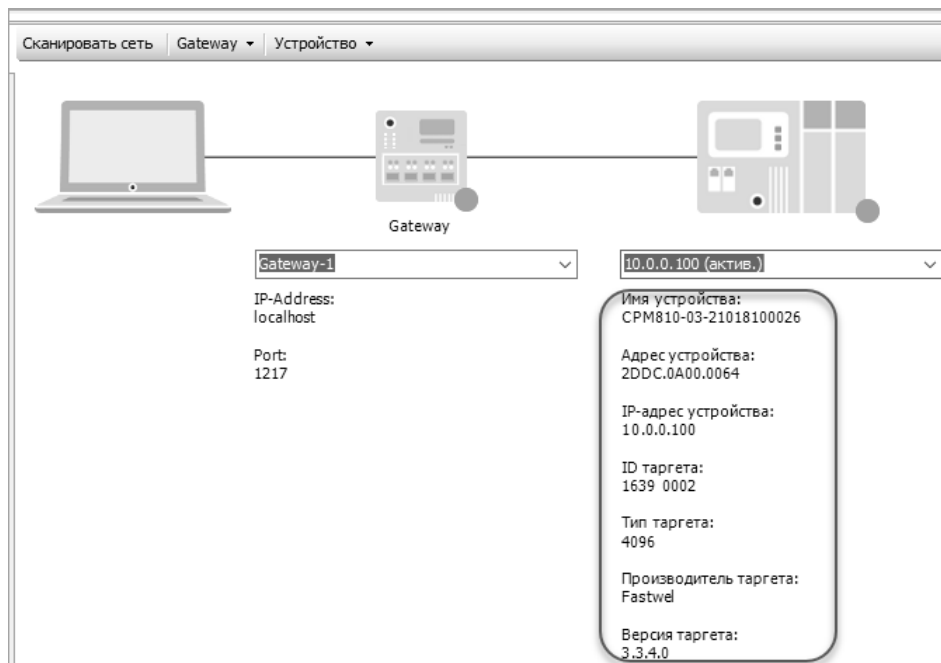 Сканировать сеть Gateway Устройство
Gateway
Gateway-1
10.0.0.100 (актив.)
IP-Address:
localhost
Port:
1217
Имя устройства:
CPM810-03-21018100026
Адрес устройства:
2DDC.0A00.0064
IP-адрес устройства:
10.0.0.100
ID таргета:
1639 0002
Тип таргета:
4096
Производитель таргета:
Fastwel
Версия таргета:
3.3.4.0